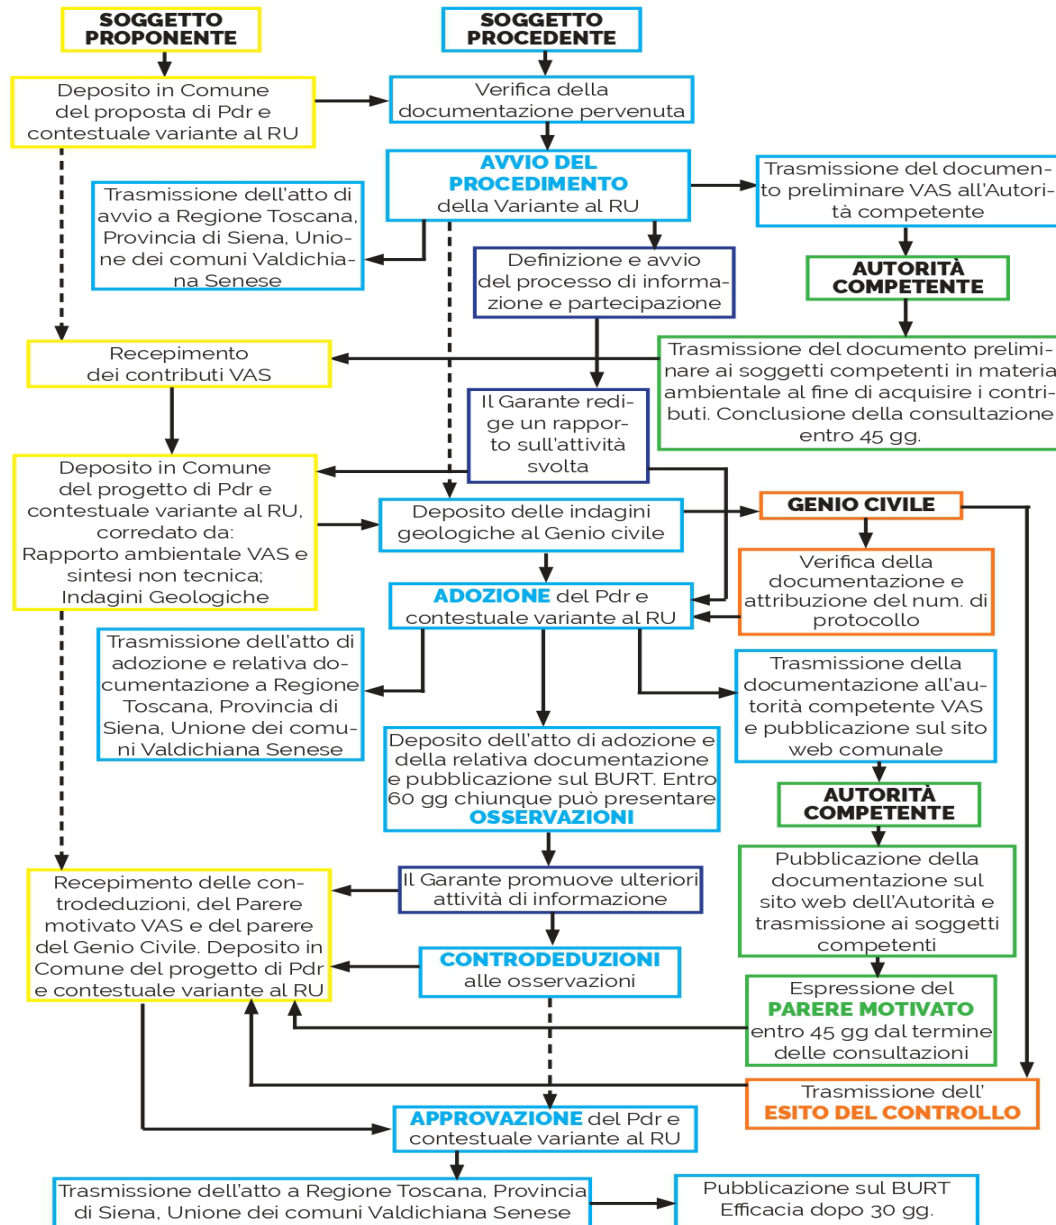 SOGGETTO
PROPONENTE
SOGGETTO
PROCEDENTE
Deposito in Comune
del proposta di Pdr e
contestuale variante al RU
Verifica della
documentazione pervenuta
AVVIO DEL
PROCEDIMENTO
della Variante al RU
Trasmissione del documen-
to preliminare VAS all'Autori-
tà competente
Trasmissione dell'atto di
avvio a Regione Toscana,
Provincia di Siena, Unio-
ne dei comuni Valdichia-
na Senese
Definizione e avvio
del processo di informa-
zione e partecipazione
AUTORITÀ
COMPETENTE
Recepimento
dei contributi VAS
Trasmissione del documento prelimi-
nare ai soggetti competenti in materia
ambientale al fine di acquisire i contri-
buti. Conclusione della consultazione
entro 45 gg.
Il Garante redi-
ge un rappor-
to sull'attività
svolta
Deposito in Comune
del progetto di Pdr e
contestuale variante al RU,
corredato da:
Rapporto ambientale VAS e
sintesi non tecnica;
Indagini Geologiche
Deposito delle indagini
geologiche al Genio civile
GENIO CIVILE
Verifica della
documentazione e
attribuzione del num. di
protocollo
ADOZIONE del Pdr e
contestuale variante al RU
Trasmissione dell'atto di
adozione e relativa do-
cumentazione a Regione
Toscana, Provincia di
Siena, Unione dei comu-
ni Valdichiana Senese
Trasmissione della
documentazione all'au-
torità competente VAS
e pubblicazione sul sito
web comunale
Deposito dell'atto di adozione e
della relativa documentazione
e pubblicazione sul BURT. Entro
60 gg chiunque può presentare
OSSERVAZIONI
AUTORITÀ
COMPETENTE
Pubblicazione della
documentazione sul
sito web dell'Autorità e
trasmissione ai soggetti
competenti
Recepimento delle con-
trodeduzioni, del Parere
motivato VAS e del parere
del Genio Civile. Deposito in
Comune del progetto di Pdr
e contestuale variante al RU
Il Garante promuove ulteriori
attività di informazione
CONTRODEDUZIONI
alle osservazioni
Espressione del
PARERE MOTIVATO
entro 45 gg dal termine
delle consultazioni
Trasmissione dell'
ESITO DEL CONTROLLO
APPROVAZIONE del Pdr e
contestuale variante al RU
Trasmissione dell'atto a Regione Toscana, Provincia
di Siena, Unione dei comuni Valdichiana Senese
Pubblicazione sul BURT
Efficacia dopo 30 gg.